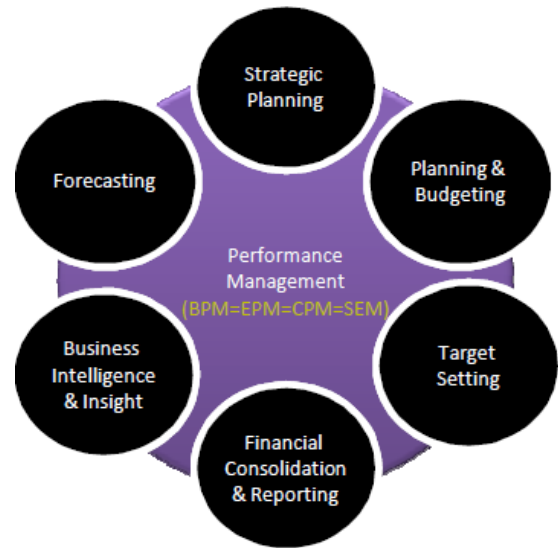 Strategic
Planning
Planning &
Budgeting
Target
Setting
Financial
Consolidation
& Reporting
Business
Intelligence
& Insight
Forecasting
Performance
Management
(BPM=EPM=CPM=SEM)